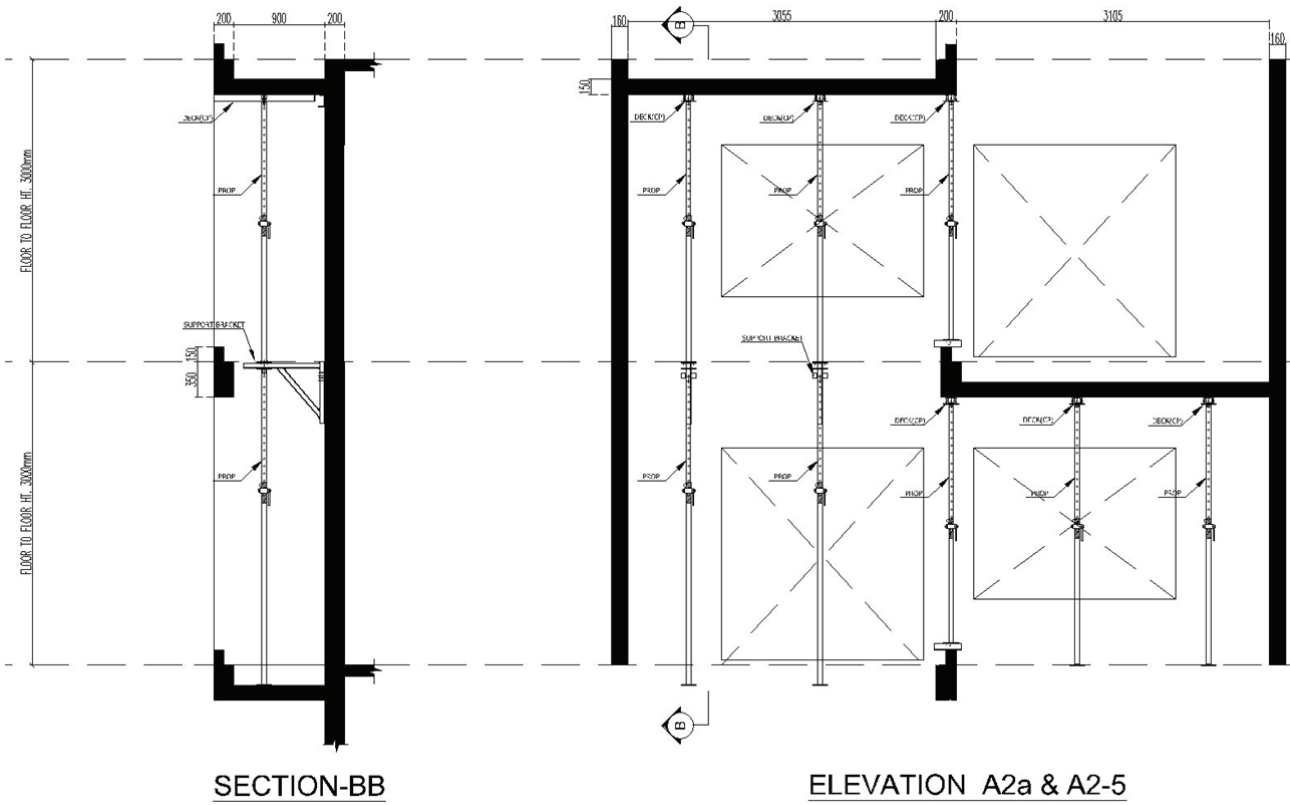 200 900 200
DECK(CP)
PROP
FLOOR TO FLOOR HT. 3000mm
SUPPORT BRACKET
150
350
PROP
FLOOR TO FLOOR HT. 3000mm
SECTION-BB
160 B 3055 200 3105 160
150
DECK(CP) DECK(CP) DECK(CP)
PROP PROP PROP
SUPPORT BRACKET
DECK(CP) DECK(CP) DECK(CP)
PROP PROP PROP PROP PROP
B
ELEVATION A2a & A2-5